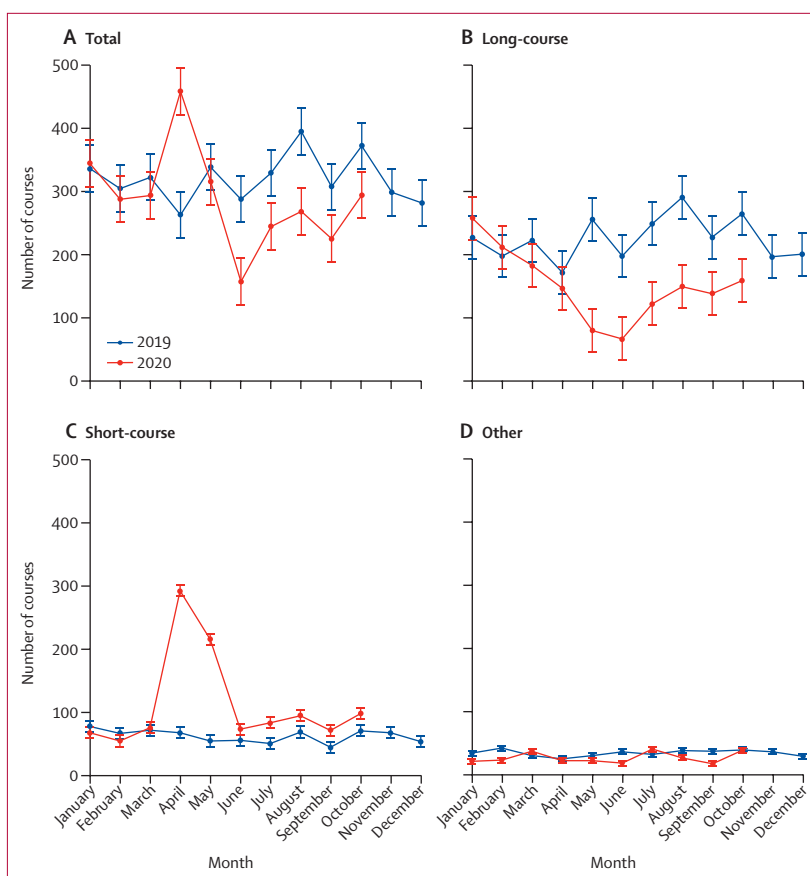 A Total
B Long-course
500
400
300
200
100
0
Number of courses
2019
2020
C Short-course
D Other
500
400
300
200
100
0
Number of courses
January
February
March
April
May
June
July
August
September
October
November
December
Month
January
February
March
April
May
June
July
August
September
October
November
December
Month